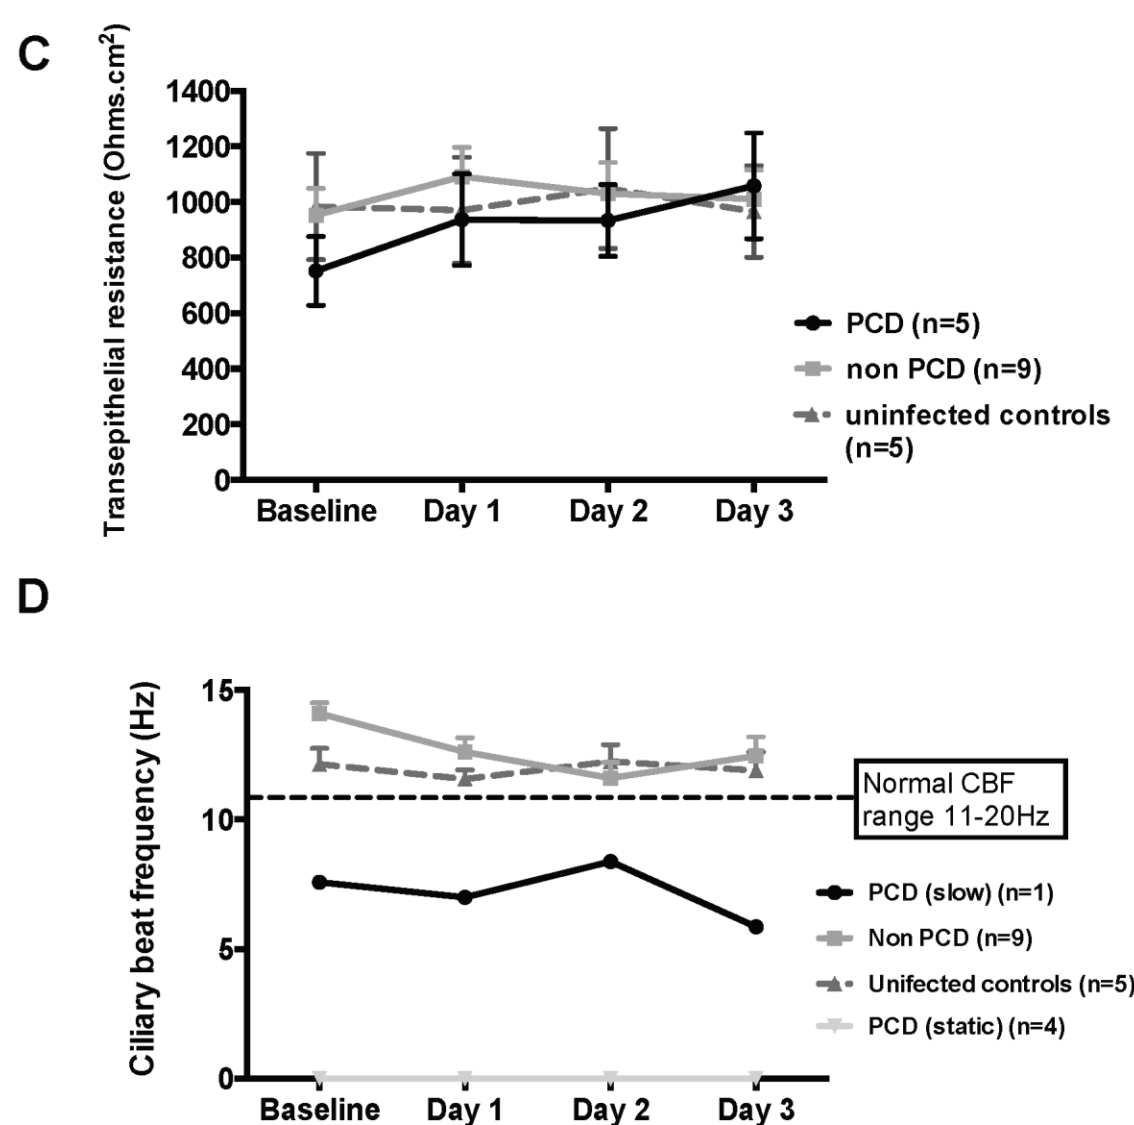 C
Transepithelial resistance (Ohms.cm²)
1400
1200
1000
800
600
400
200
0
Baseline Day 1 Day 2 Day 3
PCD (n=5)
non PCD (n=9)
uninfected controls
(n=5)
D
Ciliary beat frequency (Hz)
15
10
5
0
Baseline Day 1 Day 2 Day 3
Normal CBF
range 11-20Hz
PCD (slow) (n=1)
Non PCD (n=9)
Unifected controls (n=5)
PCD (static) (n=4)